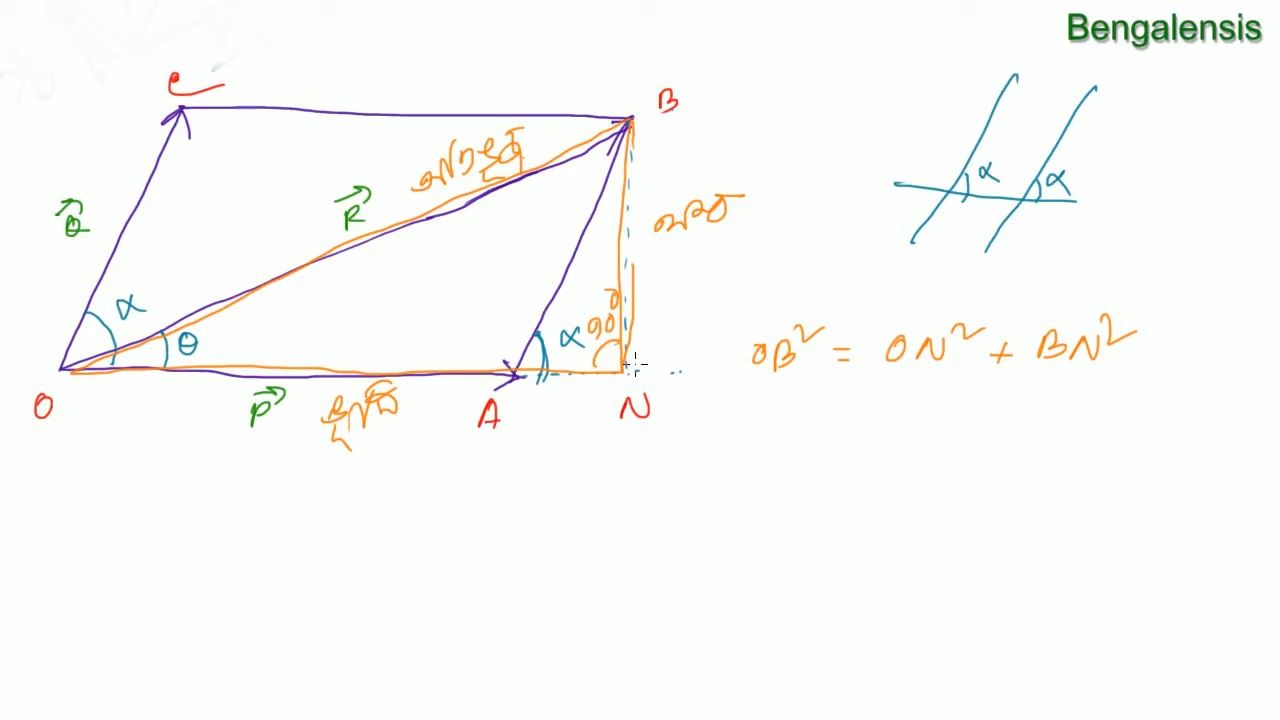 Bengalensis
C
B
অতিভুজ
Q
R
লম্ব
α
α
α
θ
α
90°
OB² = ON² + BN²
O
P
ভূমি
A
N